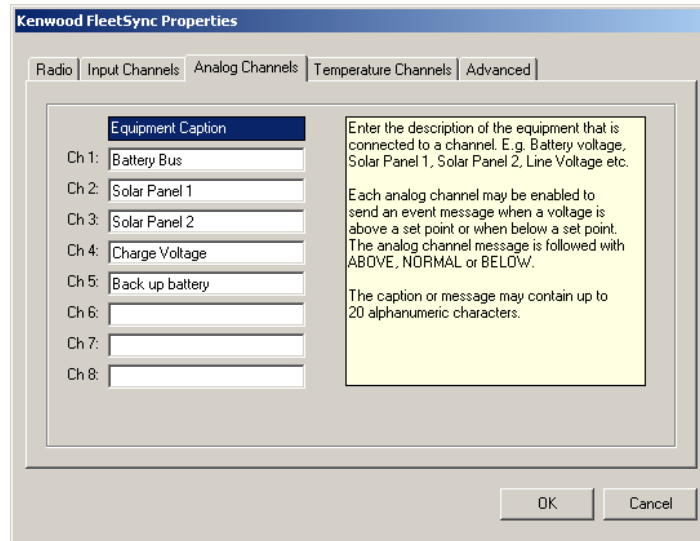 Kenwood FleetSync Properties
Radio
Input Channels
Analog Channels
Temperature Channels
Advanced
Equipment Caption
Ch 1: Battery Bus
Ch 2: Solar Panel 1
Ch 3: Solar Panel 2
Ch 4: Charge Voltage
Ch 5: Back up battery
Ch 6:
Ch 7:
Ch 8:
Enter the description of the equipment that is
connected to a channel. E.g. Battery voltage,
Solar Panel 1, Solar Panel 2, Line Voltage etc.
Each analog channel may be enabled to
send an event message when a voltage is
above a set point or when below a set point.
The analog channel message is followed with
ABOVE, NORMAL or BELOW.
The caption or message may contain up to
20 alphanumeric characters.
OK
Cancel